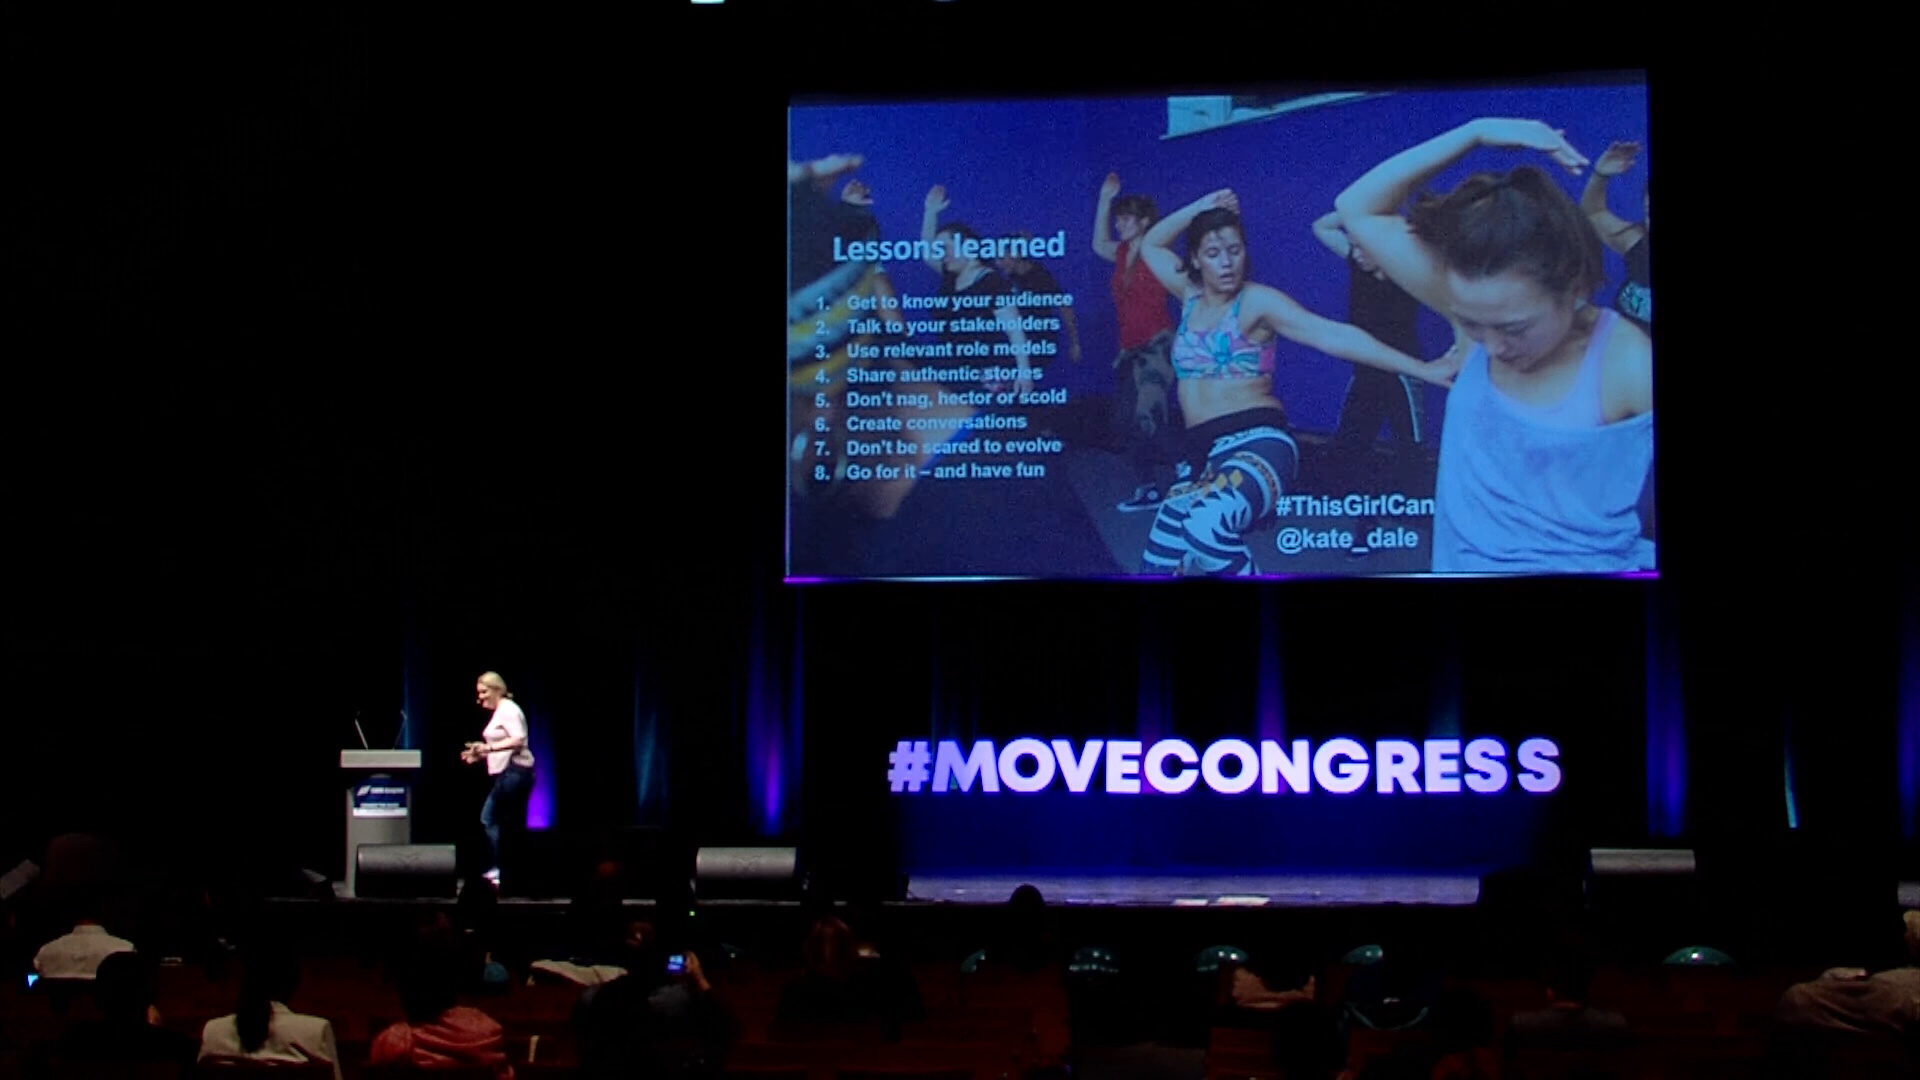 Lessons learned
1. Get to know your audience
2. Talk to your stakeholders
3. Use relevant role models
4. Share authentic stories
5. Don't nag, hector or scold
6. Create conversations
7. Don't be scared to evolve
8. Go for it – and have fun
#ThisGirlCan
@kate_dale
#MOVECONGRESS